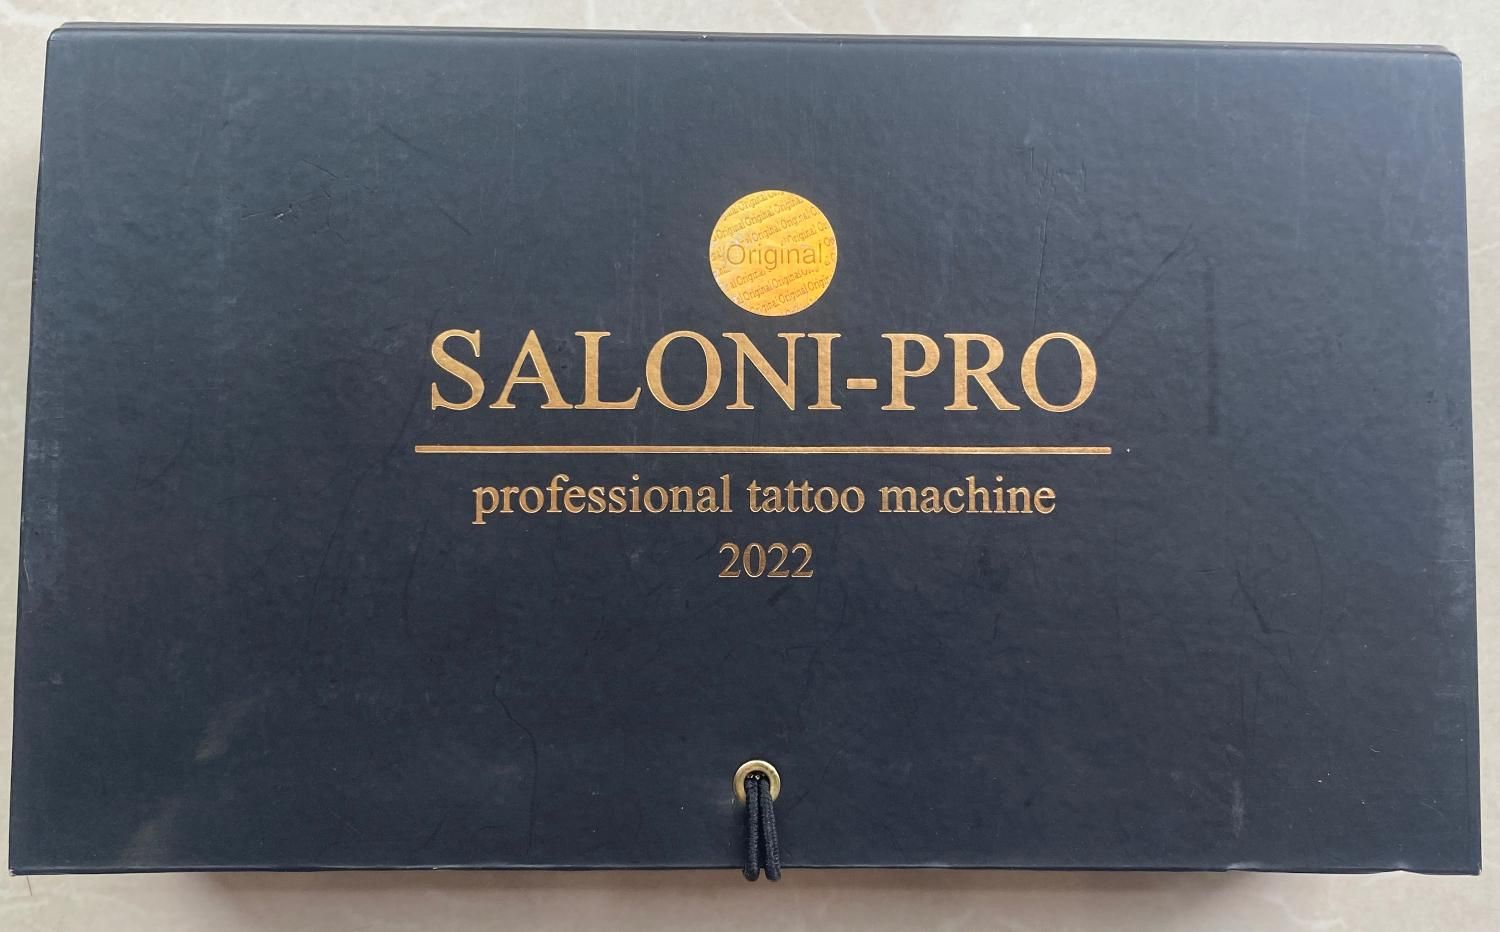 Original
SALONI-PRO
professional tattoo machine
2022